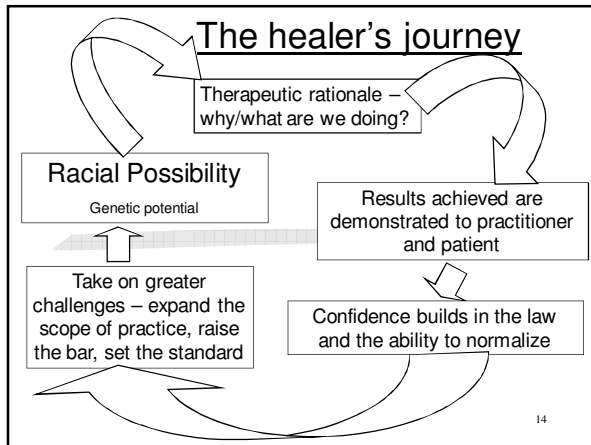 The healer's journey
Therapeutic rationale –
why/what are we doing?
Results achieved are
demonstrated to practitioner
and patient
Confidence builds in the law
and the ability to normalize
Take on greater
challenges – expand the
scope of practice, raise
the bar, set the standard
Racial Possibility
Genetic potential
14